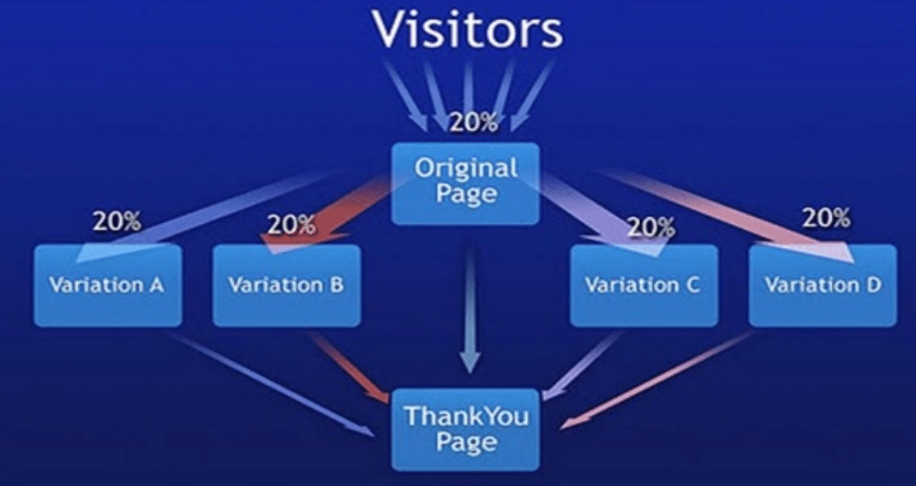 Visitors
20%
Original
Page
20%
20%
20%
20%
Variation A
Variation B
Variation C
Variation D
ThankYou
Page